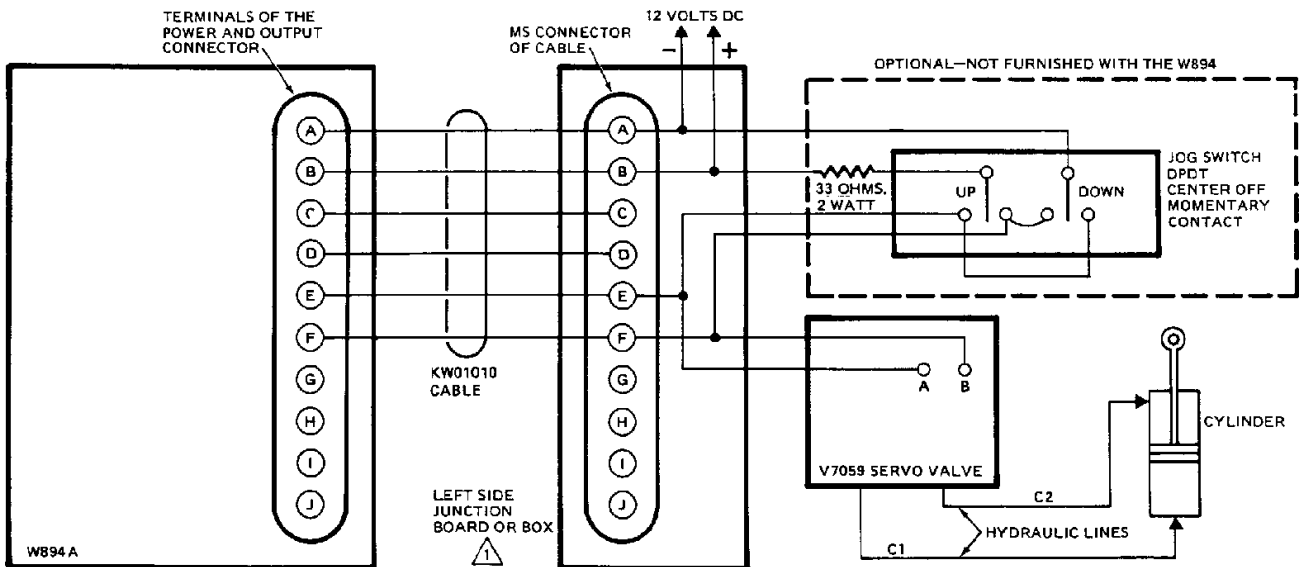 TERMINALS OF THE
POWER AND OUTPUT
CONNECTOR
MS CONNECTOR
OF CABLE
12 VOLTS DC
−
+
OPTIONAL—NOT FURNISHED WITH THE W894
A
B
C
D
E
F
G
H
I
J
W894A
KW01010
CABLE
LEFT SIDE
JUNCTION
BOARD OR BOX
1
A
B
C
D
E
F
G
H
I
J
33 OHMS,
2 WATT
UP
DOWN
JOG SWITCH
DPDT
CENTER OFF
MOMENTARY
CONTACT
A
B
V7059 SERVO VALVE
CYLINDER
C2
HYDRAULIC LINES
C1